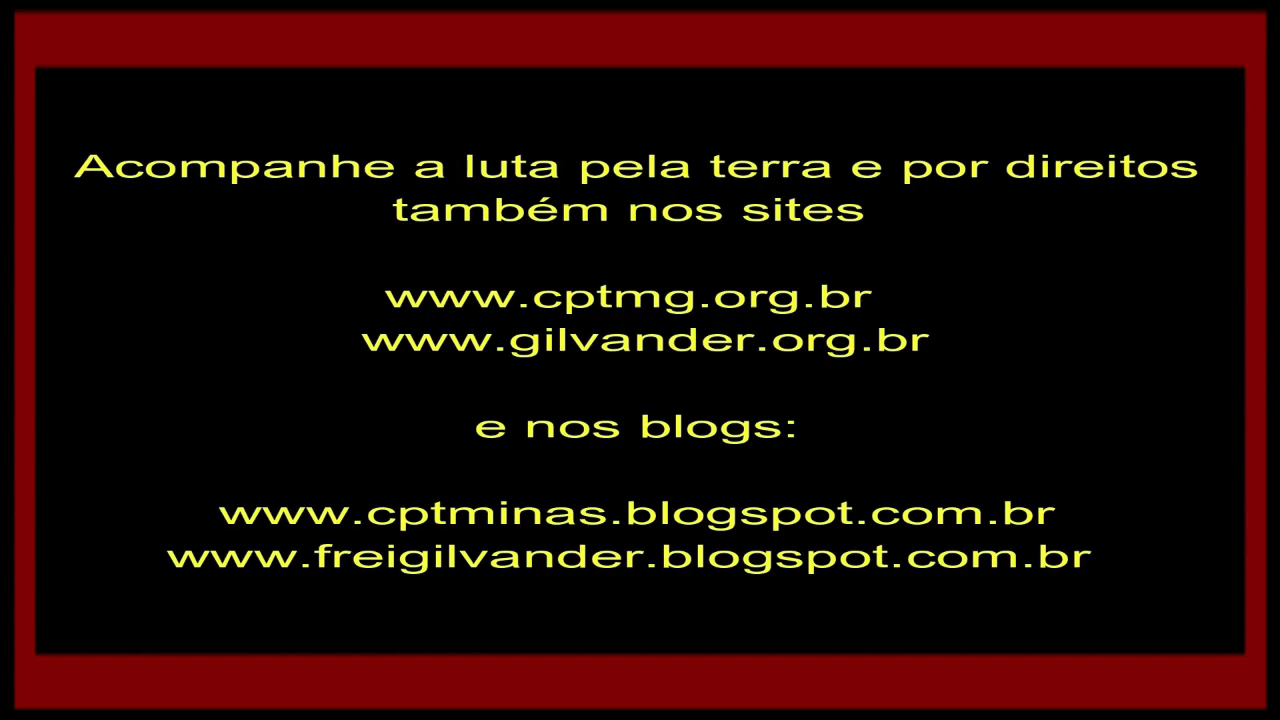 Acompanhe a luta pela terra e por direitos
também nos sites
www.cptmg.org.br
www.gilvander.org.br
e nos blogs:
www.cptminas.blogspot.com.br
www.freigilvander.blogspot.com.br